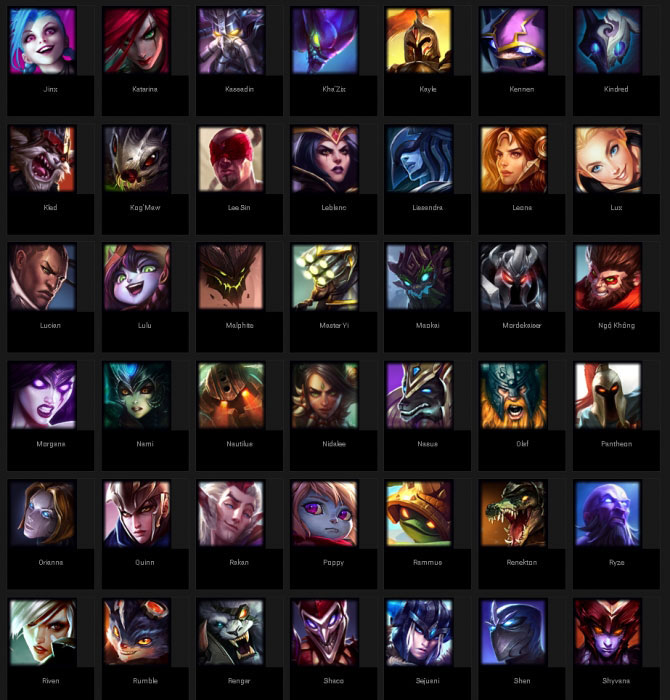 Jinx Katarina Kassadin Kha'Zix Kayle Kennen Kindred
Kled Kog'Maw Lee Sin Leblanc Lissandra Leona Lux
Lucian Lulu Malphite Master Yi Maokai Mordekaiser Ngộ Không
Morgana Nami Nautilus Nidalee Nasus Olaf Pantheon
Orianna Quinn Rakan Poppy Rammus Renekton Ryze
Riven Rumble Rengar Shaco Sejuani Shen Shyvana